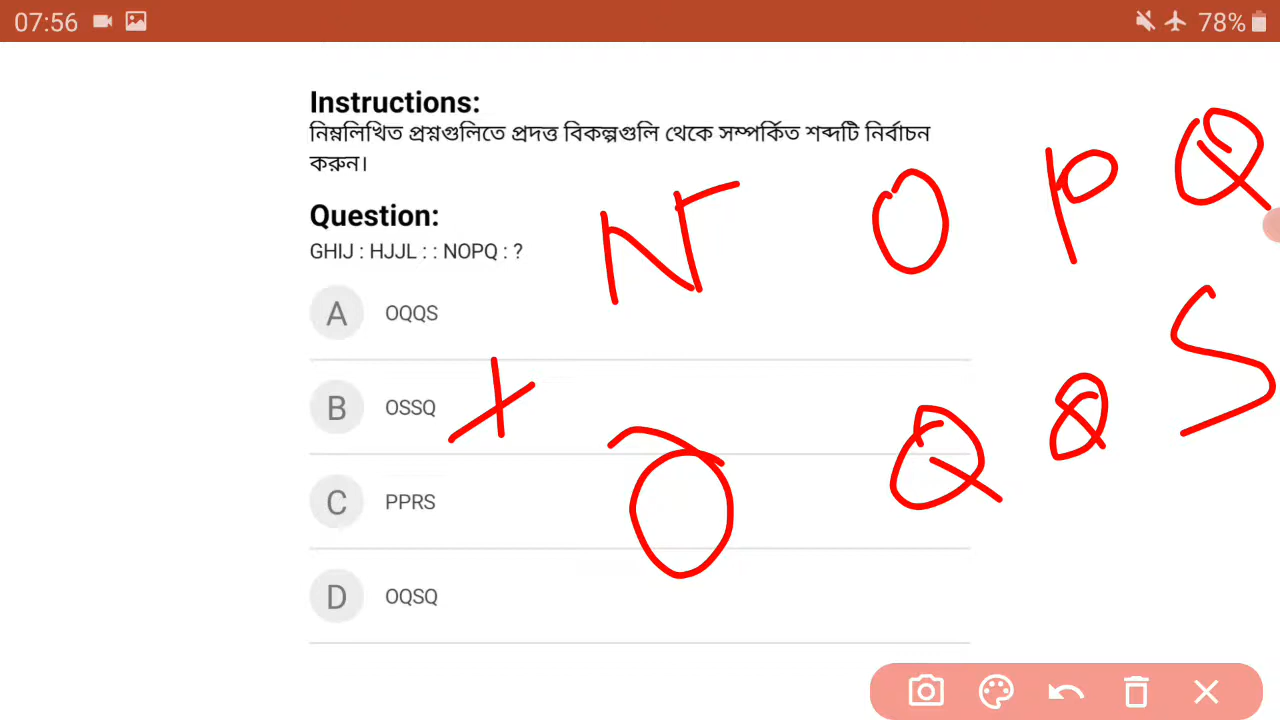 07:56 78%
Instructions:
নিম্নলিখিত প্রশ্নগুলিতে প্রদত্ত বিকল্পগুলি থেকে সম্পর্কিত শব্দটি নির্বাচন
করুন।
Question:
GHIJ : HJJL : : NOPQ : ?
N O P Q
A OQQS
B OSSQ
C PPRS
D OQSQ
O Q Q S